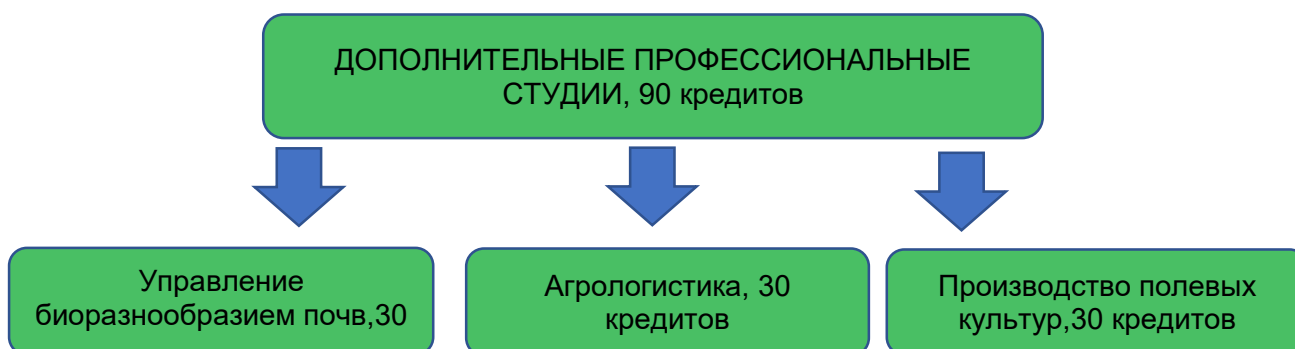 ДОПОЛНИТЕЛЬНЫЕ ПРОФЕССИОНАЛЬНЫЕ
СТУДИИ, 90 кредитов
Управление
биоразнообразием почв,30
Агрологистика, 30
кредитов
Производство полевых
культур,30 кредитов